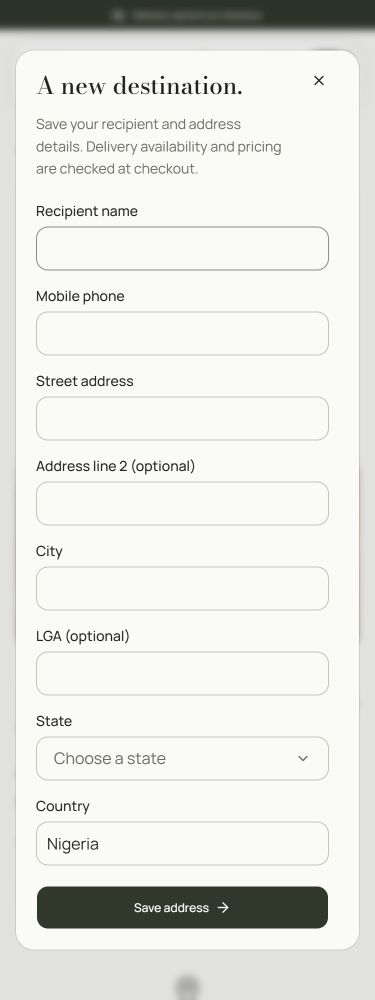 A new destination.
Save your recipient and address
details. Delivery availability and pricing
are checked at checkout.
Recipient name
Mobile phone
Street address
Address line 2 (optional)
City
LGA (optional)
State
Choose a state
Country
Nigeria
Save address